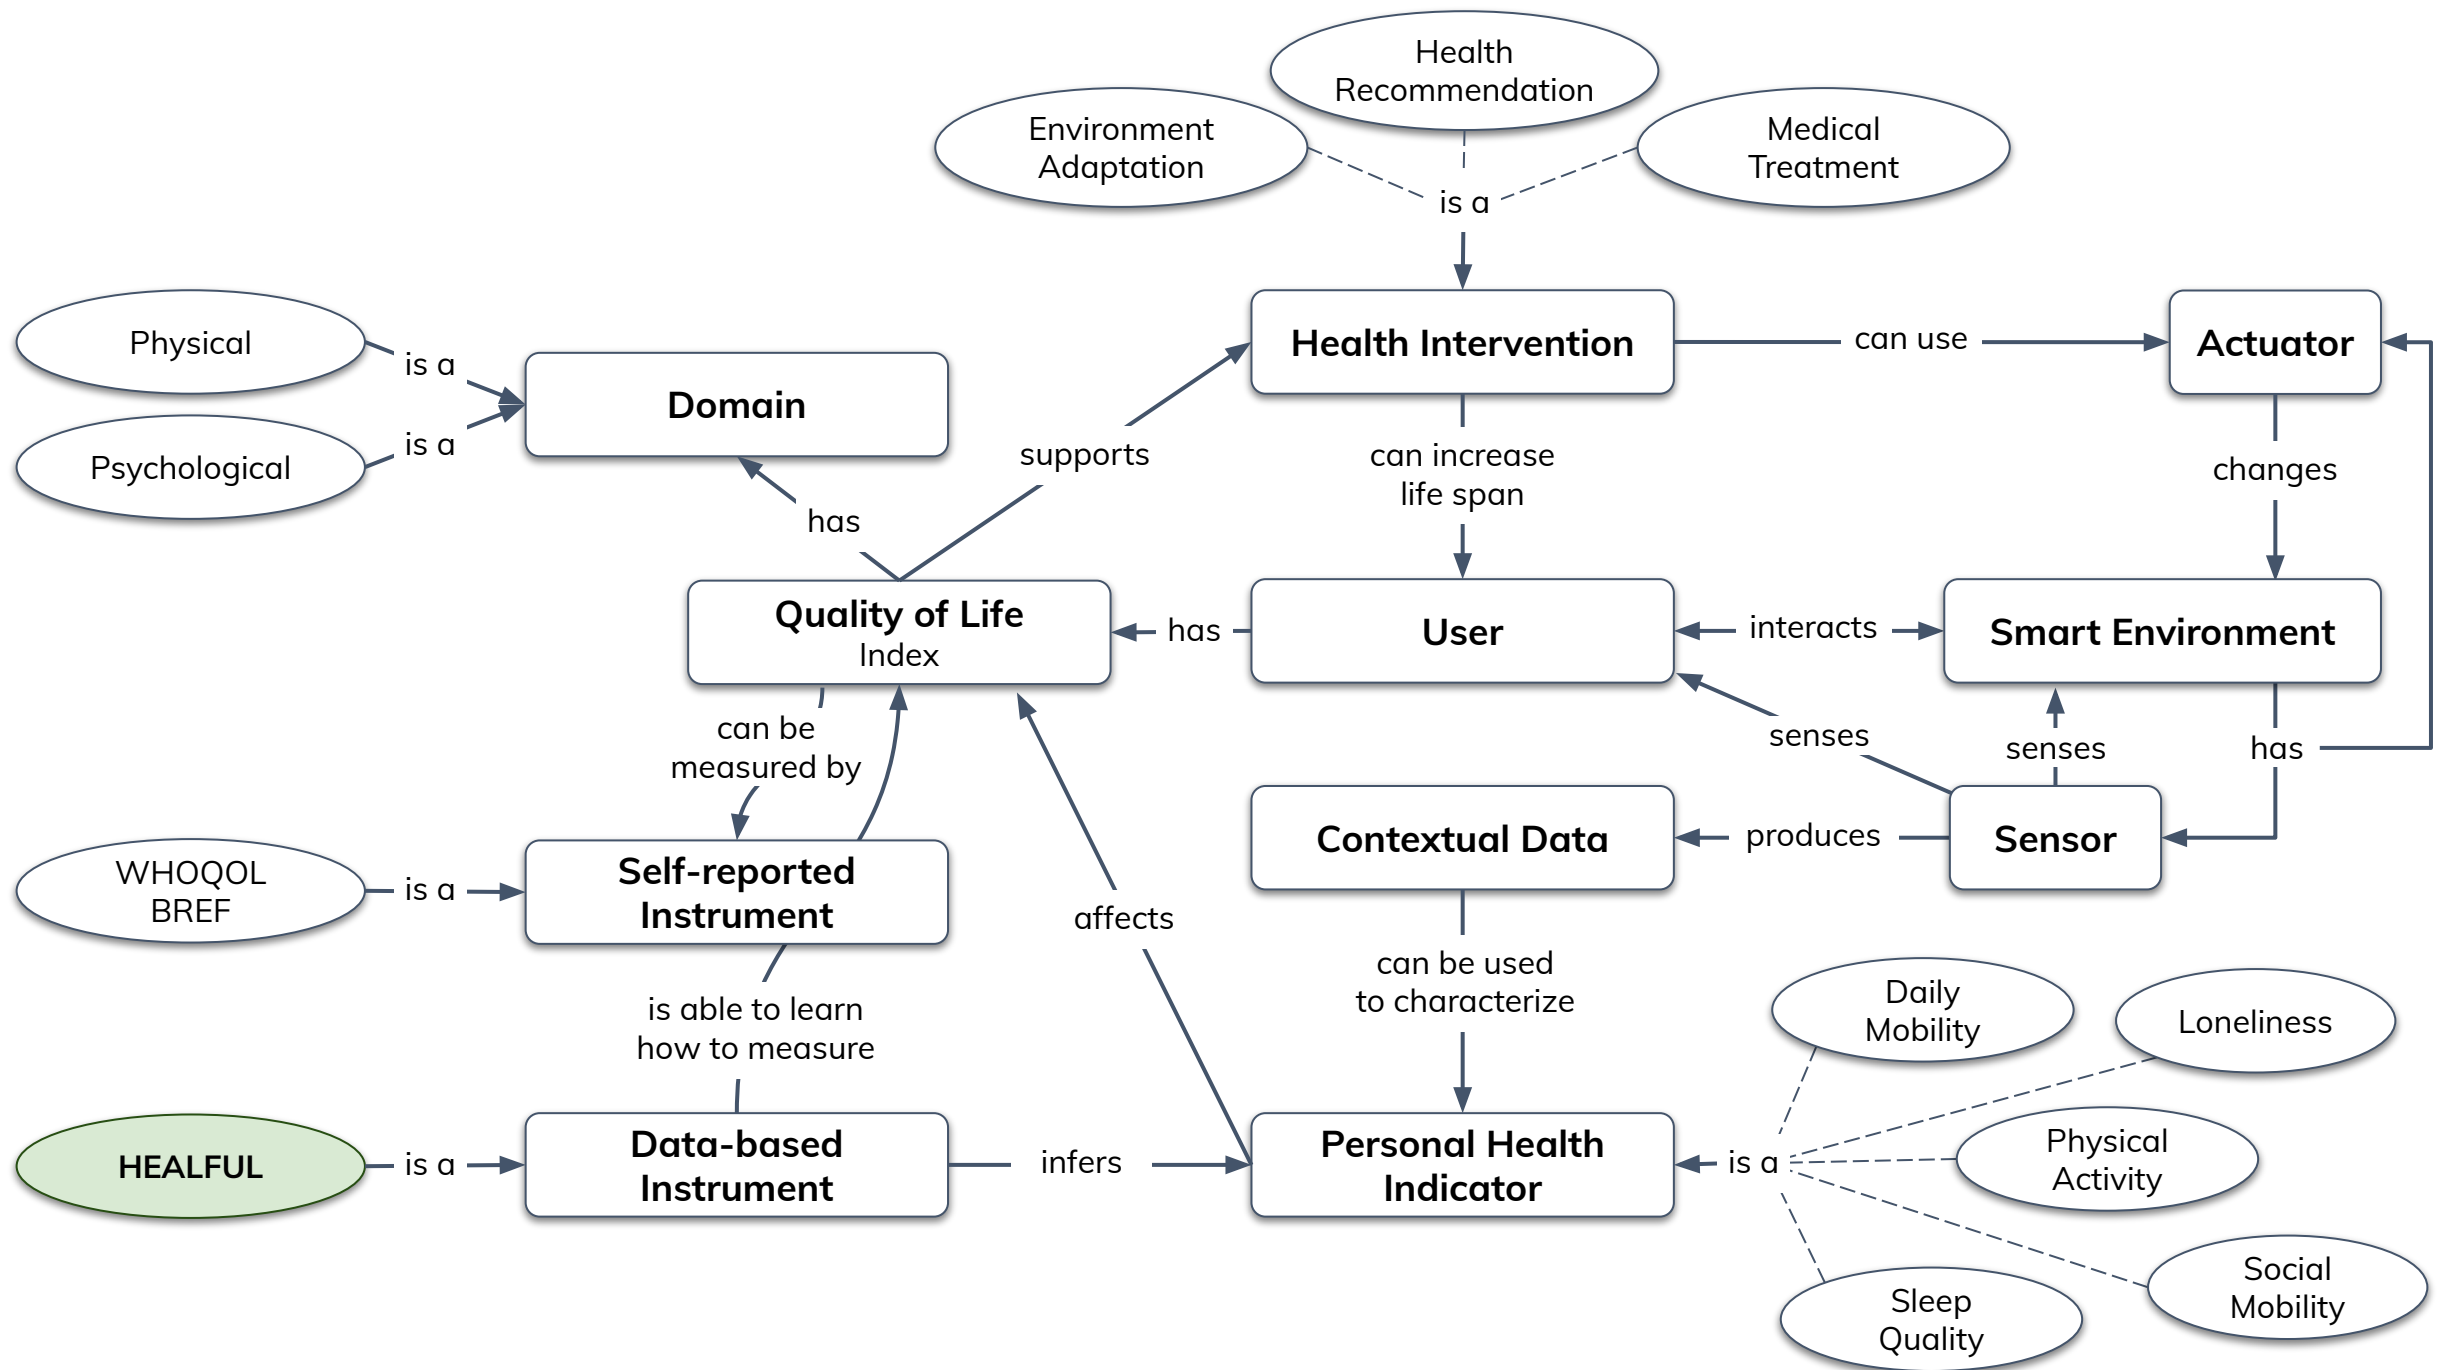 Health
Recommendation
Environment
Adaptation
Medical
Treatment
is a
Physical
is a
Psychological
is a
Domain
Health Intervention
can use
Actuator
supports
can increase
life span
changes
has
Quality of Life
Index
has
User
interacts
Smart Environment
can be
measured by
senses
senses
has
Contextual Data
produces
Sensor
WHOQOL
BREF
is a
Self-reported
Instrument
affects
can be used
to characterize
is able to learn
how to measure
Daily
Mobility
Loneliness
HEALFUL
is a
Data-based
Instrument
infers
Personal Health
Indicator
is a
Physical
Activity
Social
Mobility
Sleep
Quality